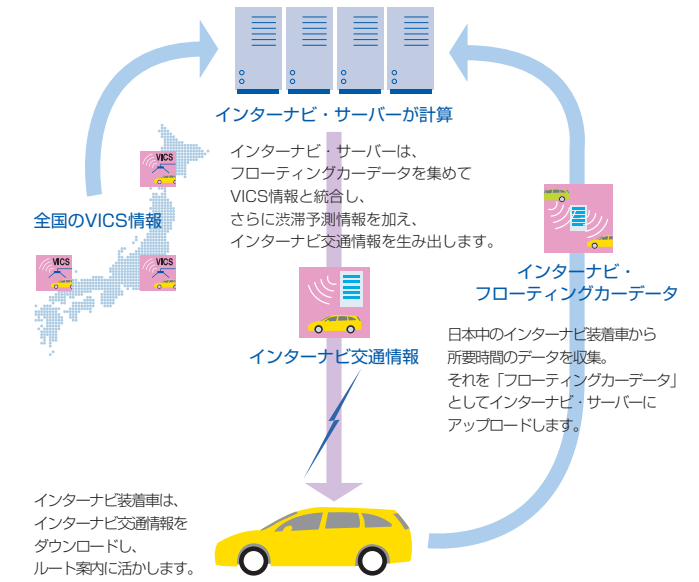 インターナビ・サーバーが計算
インターナビ・サーバーは、
フローティングカーデータを集めて
VICS情報と統合し、
さらに渋滞予測情報を加え、
インターナビ交通情報を生み出します。
VICS
全国のVICS情報
VICS
VICS
インターナビ・
フローティングカーデータ
日本中のインターナビ装着車から
所要時間のデータを収集。
それを「フローティングカーデータ」
としてインターナビ・サーバーに
アップロードします。
インターナビ交通情報
インターナビ装着車は、
インターナビ交通情報を
ダウンロードし、
ルート案内に活かします。